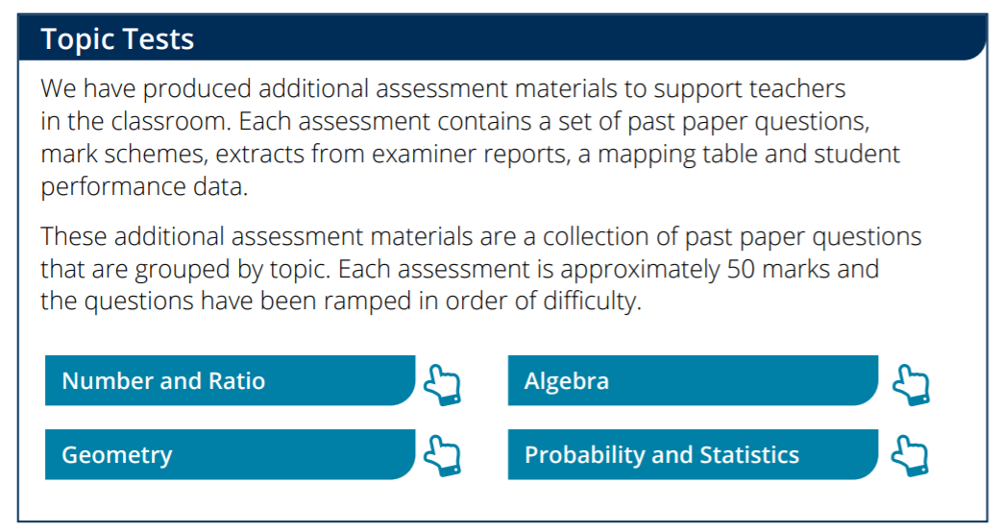 Topic Tests
We have produced additional assessment materials to support teachers
in the classroom. Each assessment contains a set of past paper questions,
mark schemes, extracts from examiner reports, a mapping table and student
performance data.
These additional assessment materials are a collection of past paper questions
that are grouped by topic. Each assessment is approximately 50 marks and
the questions have been ramped in order of difficulty.
Number and Ratio
Algebra
Geometry
Probability and Statistics